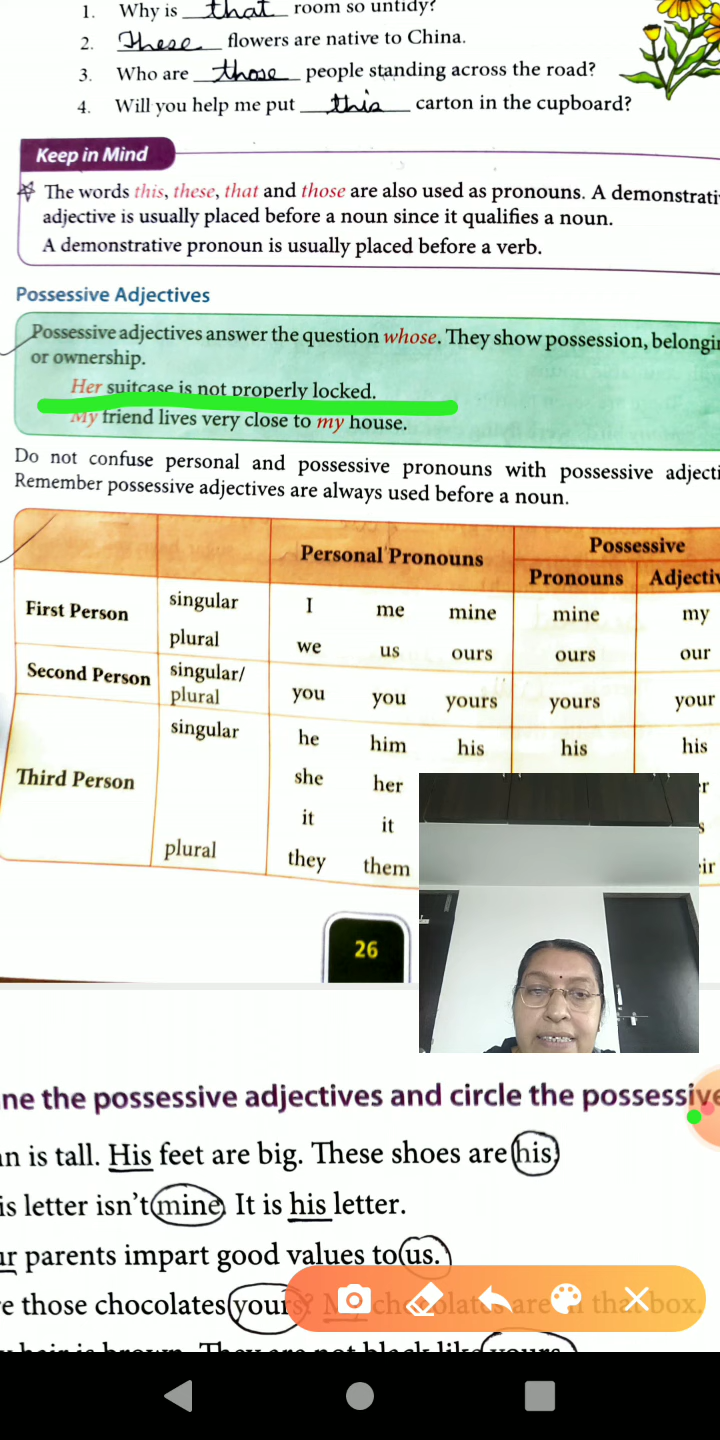 1. Why is that room so untidy?
2. These flowers are native to China.
3. Who are those people standing across the road?
4. Will you help me put this carton in the cupboard?
Keep in Mind
The words this, these, that and those are also used as pronouns. A
adjective is usually placed before a noun since it qualifies a noun.
A demonstrative pronoun is usually placed before a verb.
Possessive Adjectives
Possessive adjectives answer the question whose. They show possession,
or ownership.
Her suitcase is not properly locked.
My friend lives very close to my house.
Do not confuse personal and possessive pronouns with possessive
Remember possessive adjectives are always used before a noun.
Personal Pronouns Possessive
Pronouns
First Person singular I me mine mine my
plural we us ours ours our
Second Person singular/
plural you you yours yours your
singular he him his his his
Third Person she her
it it
plural they them
26
the possessive adjectives and circle the
is tall. His feet are big. These shoes are his.
letter isn't mine. It is his letter.
parents impart good values to us.
those chocolates yours? My chocolates are in that box.